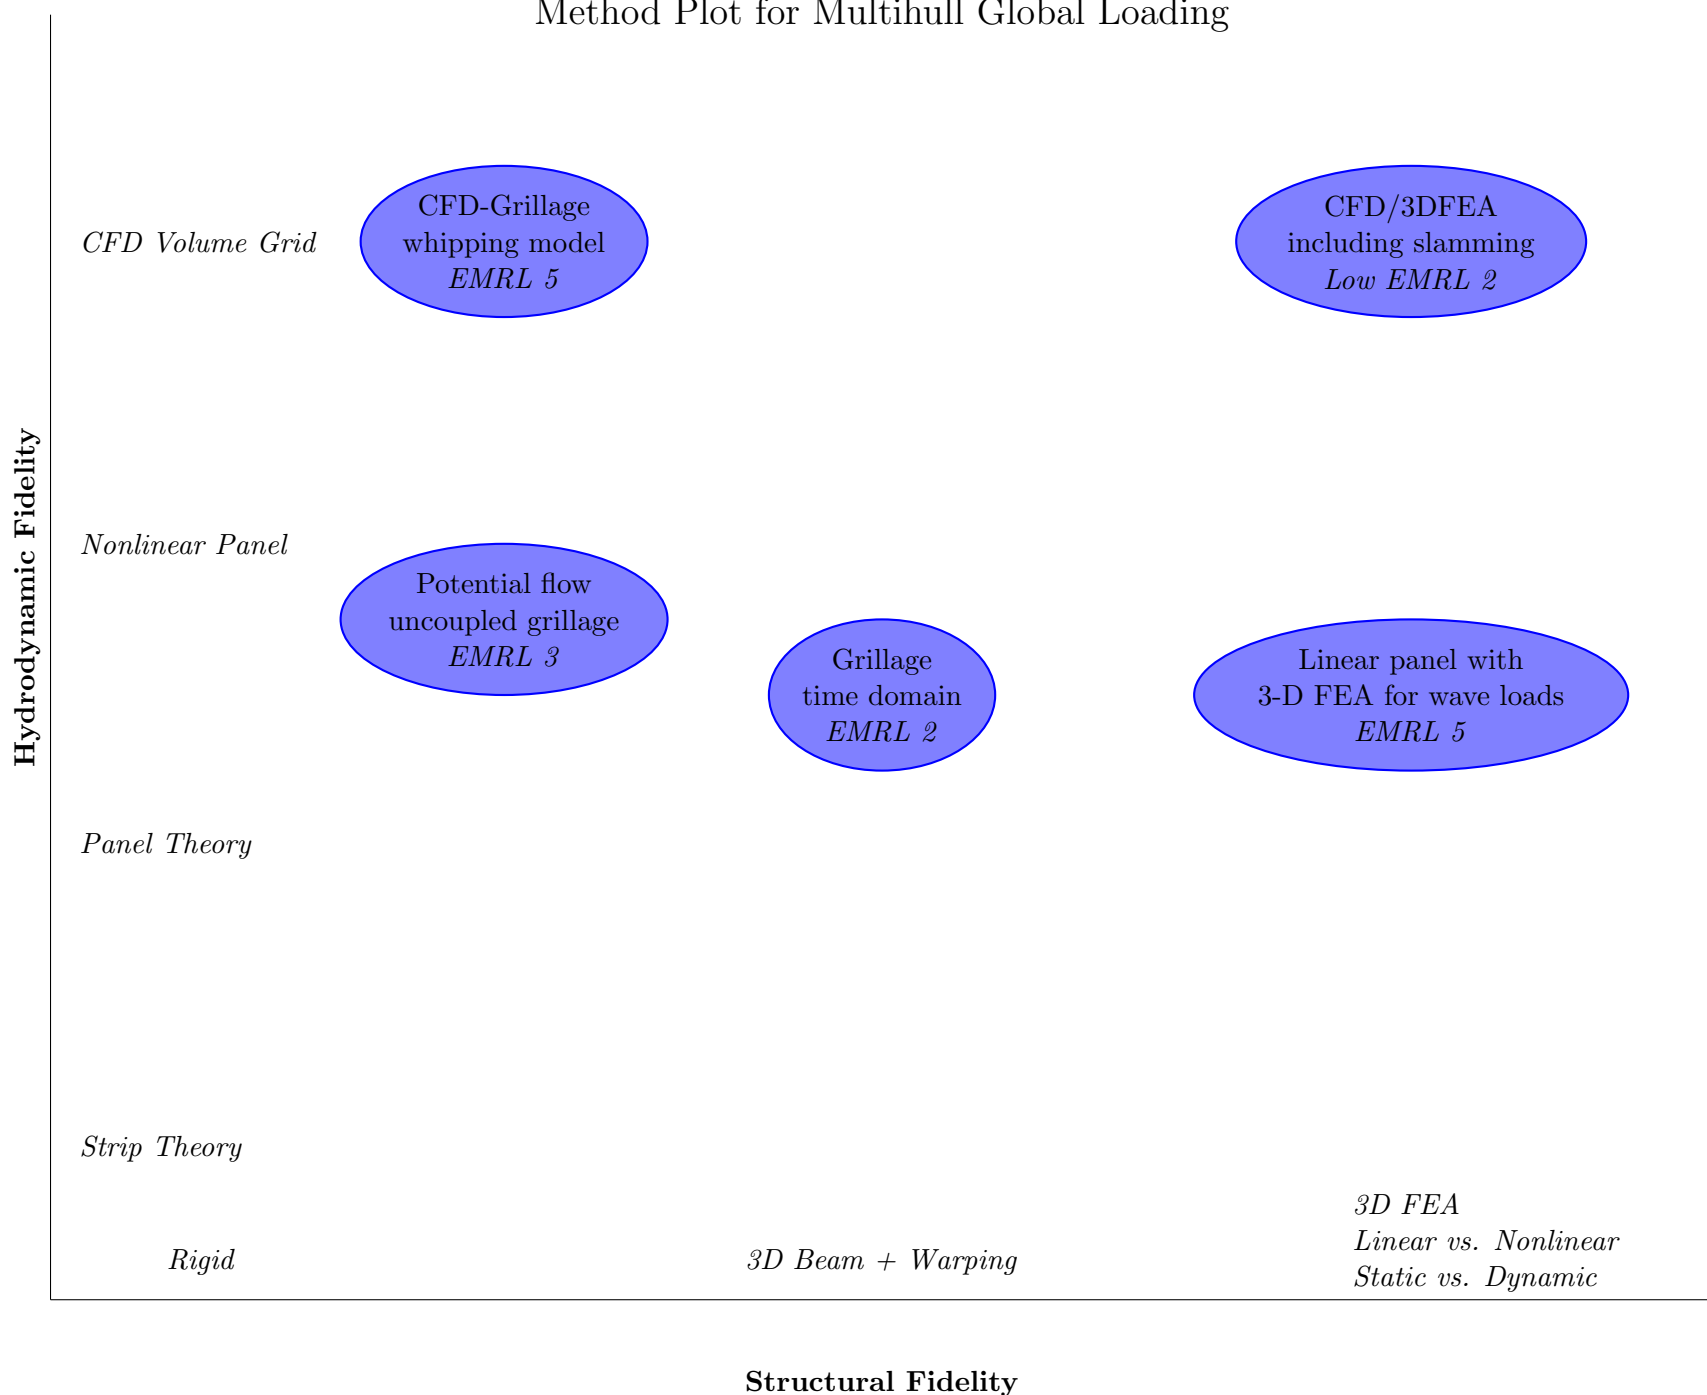 Method Plot for Multihull Global Loading
CFD Volume Grid
CFD-Grillage
whipping model
EMRL 5
CFD/3DFEA
including slamming
Low EMRL 2
Hydrodynamic Fidelity
Nonlinear Panel
Potential flow
uncoupled grillage
EMRL 3
Grillage
time domain
EMRL 2
Linear panel with
3-D FEA for wave loads
EMRL 5
Panel Theory
Strip Theory
Rigid
3D Beam + Warping
3D FEA
Linear vs. Nonlinear
Static vs. Dynamic
Structural Fidelity